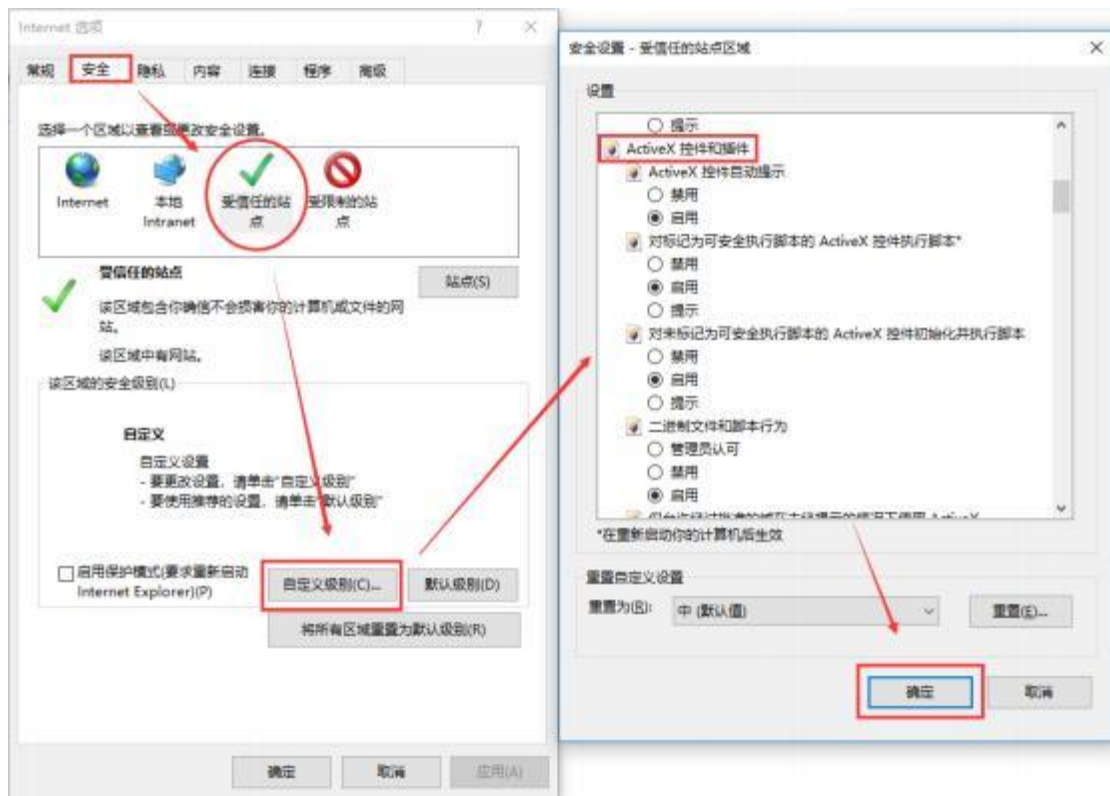 Internet 选项
常规 安全 隐私 内容 连接 程序 高级
选择一个区域以查看或更改安全设置。
Internet
本地
Intranet
受信任的站
点
受限制的站
点
受信任的站点
站点(S)
该区域包含你确信不会损害你的计算机或文件的网
站。
该区域中有网站。
该区域的安全级别(L)
自定义
自定义设置
- 要更改设置,请单击"自定义级别"
- 要使用推荐的设置,请单击"默认级别"
启用保护模式(要求重新启动
Internet Explorer)(P)
自定义级别(C)...
默认级别(D)
将所有区域重置为默认级别(R)
确定
取消
应用(A)
安全设置 - 受信任的站点区域
设置
提示
ActiveX 控件和插件
ActiveX 控件自动提示
禁用
启用
对标记为可安全执行脚本的 ActiveX 控件执行脚本*
禁用
启用
提示
对未标记为可安全执行脚本的 ActiveX 控件初始化并执行脚本
禁用
启用
提示
二进制文件和脚本行为
管理员认可
禁用
启用
*在重新启动你的计算机后生效
重置自定义设置
重置为(R): 中 (默认值)
重置(E)...
确定
取消